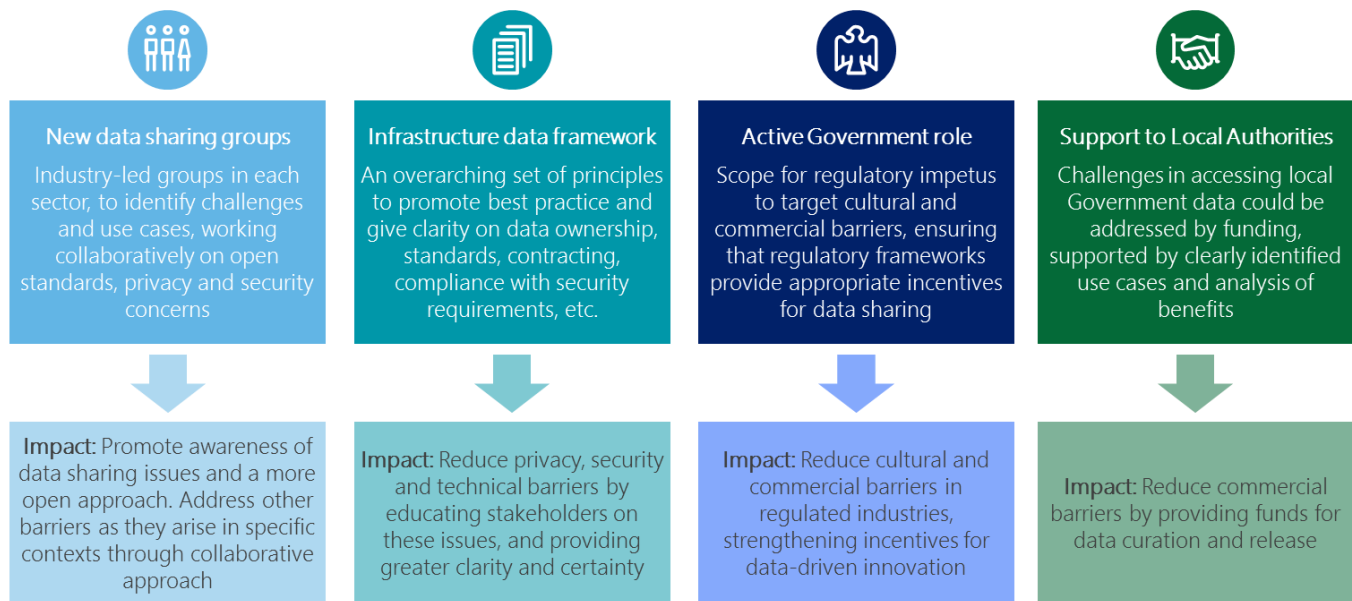 New data sharing groups
Industry-led groups in each
sector, to identify challenges
and use cases, working
collaboratively on open
standards, privacy and security
concerns
Impact: Promote awareness of
data sharing issues and a more
open approach. Address other
barriers as they arise in specific
contexts through collaborative
approach
Infrastructure data framework
An overarching set of principles
to promote best practice and
give clarity on data ownership,
standards, contracting,
compliance with security
requirements, etc.
Impact: Reduce privacy, security
and technical barriers by
educating stakeholders on
these issues, and providing
greater clarity and certainty
Active Government role
Scope for regulatory impetus
to target cultural and
commercial barriers, ensuring
that regulatory frameworks
provide appropriate incentives
for data sharing
Impact: Reduce cultural and
commercial barriers in
regulated industries,
strengthening incentives for
data-driven innovation
Support to Local Authorities
Challenges in accessing local
Government data could be
addressed by funding,
supported by clearly identified
use cases and analysis of
benefits
Impact: Reduce commercial
barriers by providing funds for
data curation and release